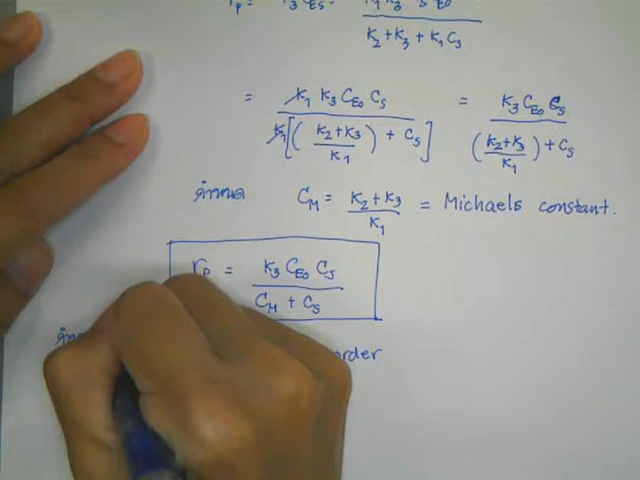 K₂ + K₃ + K₁ Cs
= K₁ K₃ C_E₀ Cs / K₁ [ ( K₂ + K₃ / K₁ ) + Cs ] = K₃ C_E₀ Cs / ( K₂ + K₃ / K₁ ) + Cs
กำหนด C_M = K₂ + K₃ / K₁ = Michaels constant.
r_P = K₃ C_E₀ Cs / C_M + Cs
order